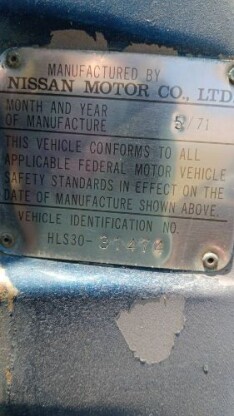 MANUFACTURED BY
NISSAN MOTOR CO., LTD.
MONTH AND YEAR
OF MANUFACTURE 5/71
THIS VEHICLE CONFORMS TO ALL
APPLICABLE FEDERAL MOTOR VEHICLE
SAFETY STANDARDS IN EFFECT ON THE
DATE OF MANUFACTURE SHOWN ABOVE.
VEHICLE IDENTIFICATION NO.
HLS30-